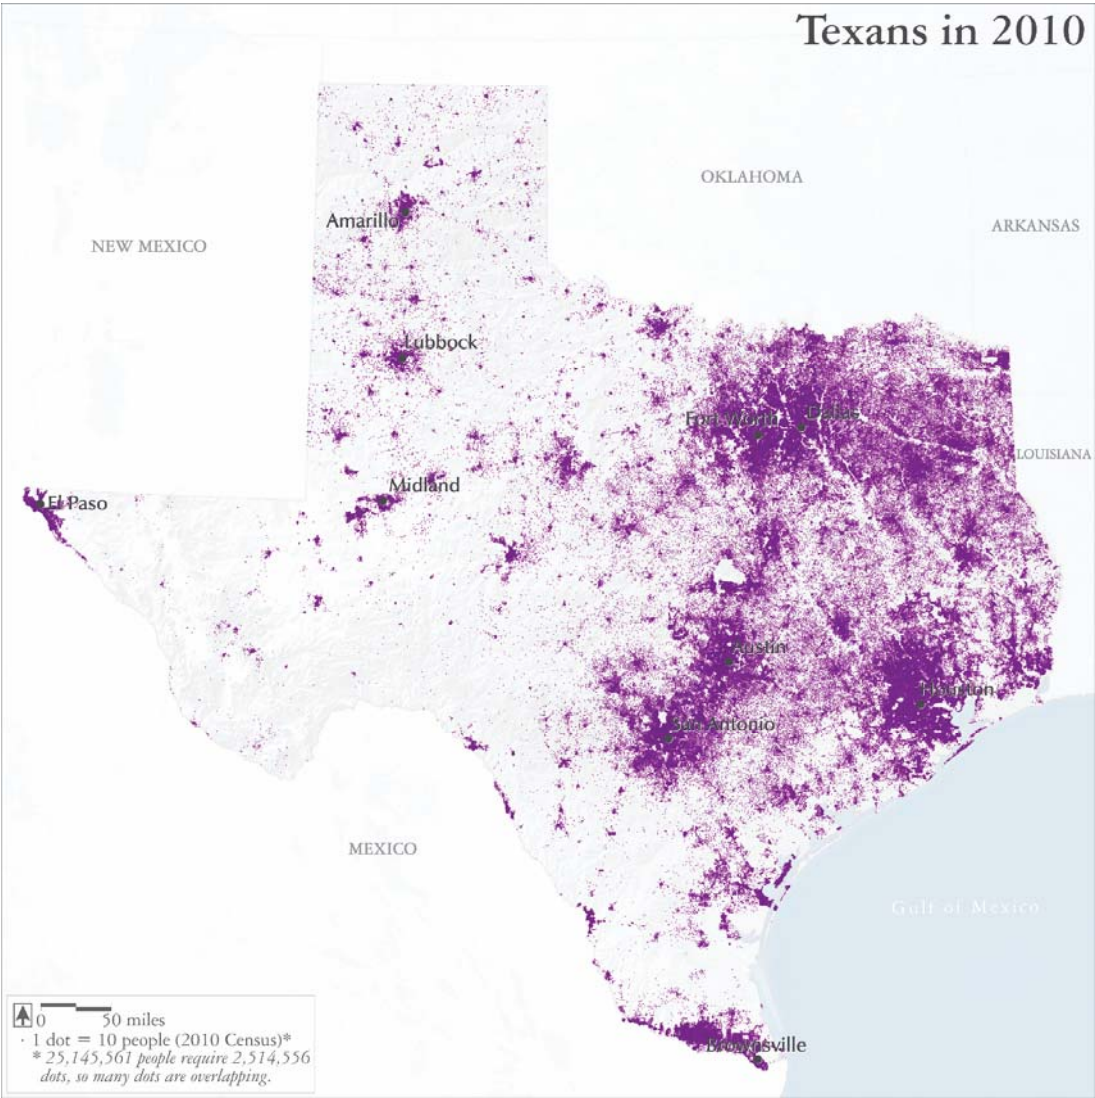 Texans in 2010
OKLAHOMA
ARKANSAS
Amarillo
NEW MEXICO
Lubbock
Fort Worth
Dallas
LOUISIANA
Midland
El Paso
Austin
Houston
San Antonio
MEXICO
Gulf of Mexico
0 50 miles
· 1 dot = 10 people (2010 Census)*
* 25,145,561 people require 2,514,556
dots, so many dots are overlapping.
Brownsville